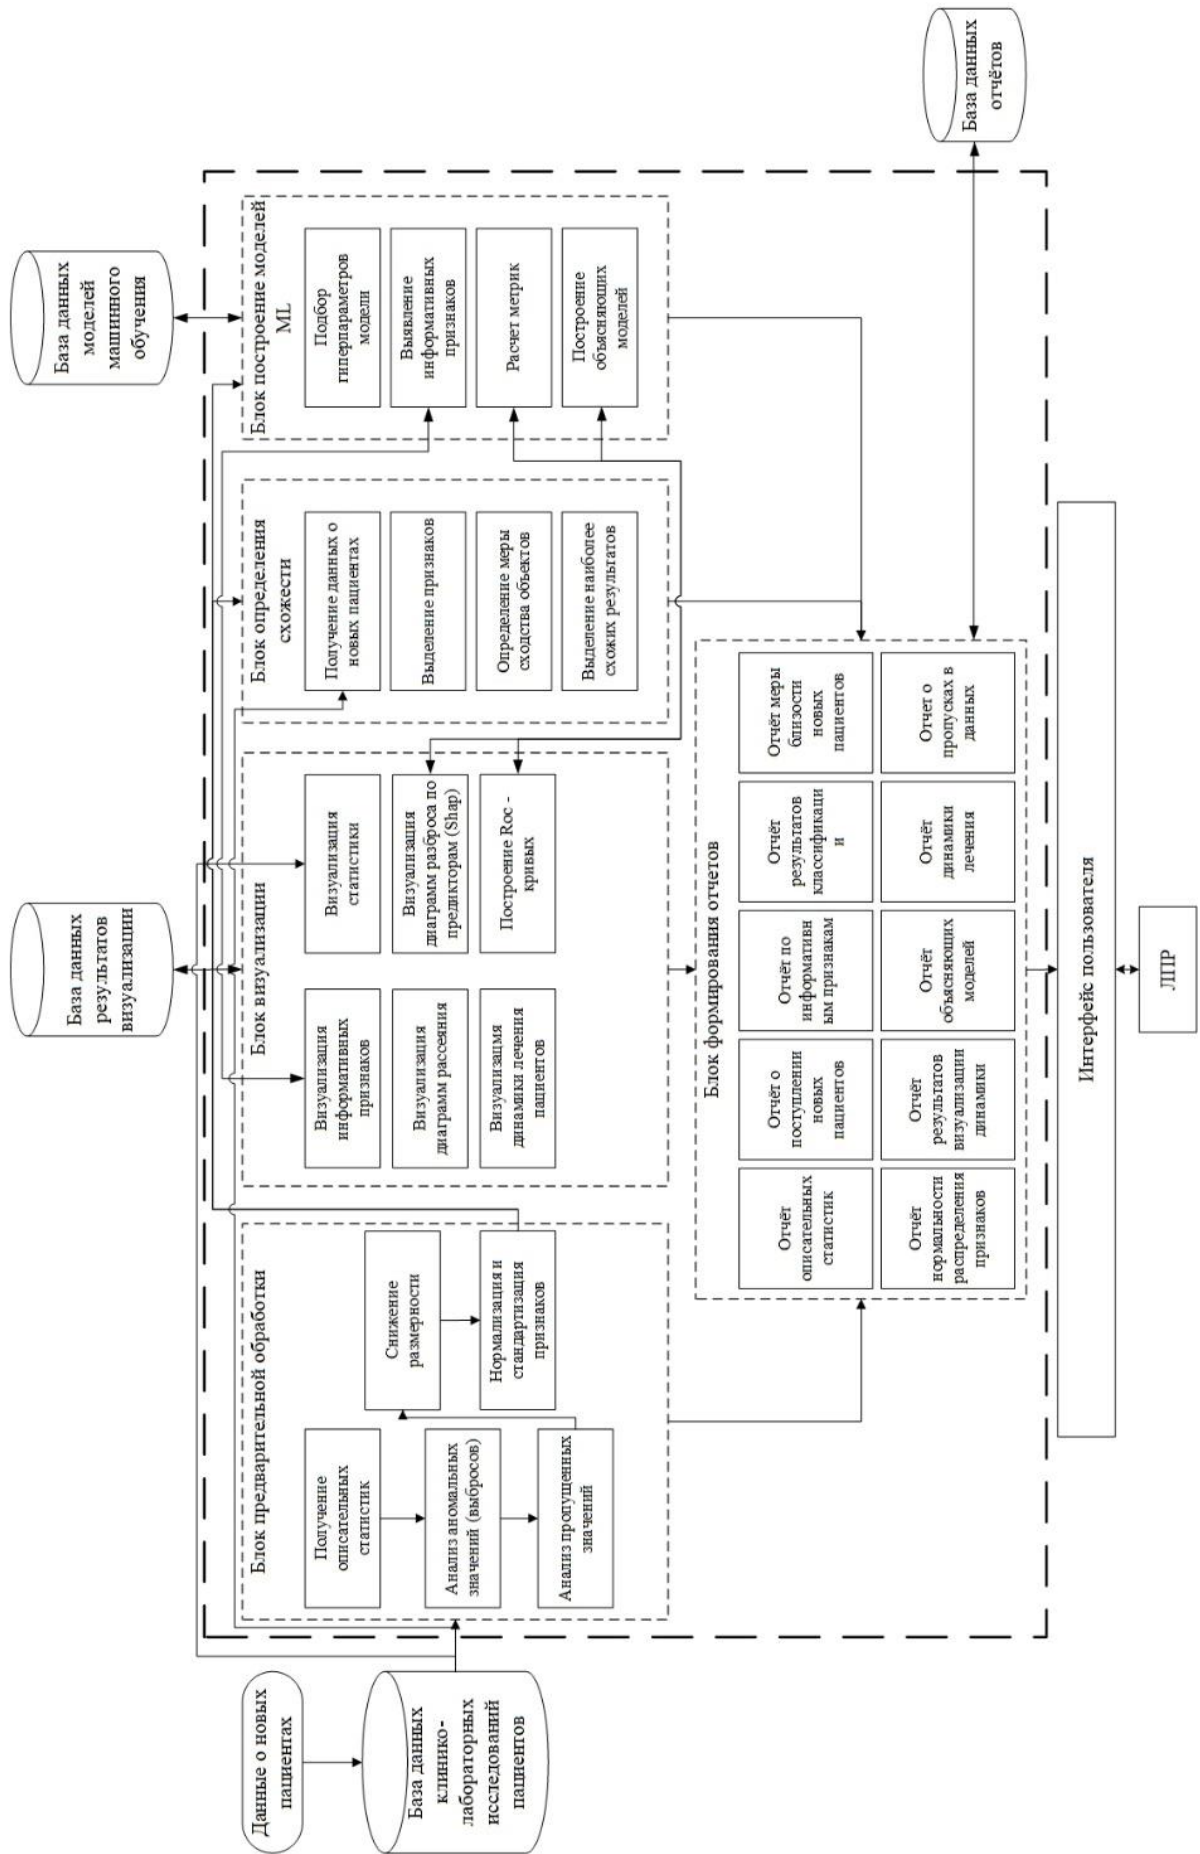 База данных
результатов
визуализации
База данных
моделей
машинного
обучения
Данные о новых
пациентах
База данных
клинико-
лабораторных
исследований
пациентов
Блок предварительной обработки
Получение
описательных
статистик
Анализ аномальных
значений (выбросов)
Анализ пропущенных
значений
Снижение
размерности
Нормализация и
стандартизация
признаков
Блок визуализации
Визуализация
информативных
признаков
Визуализация
диаграмм рассеяния
Визуализацмя
динамики лечения
пациентов
Визуализация
статистики
Визуализация
диаграмм разброса по
предикторам (Shap)
Построение Roc -
кривых
Блок определения
схожести
Получение данных о
новых пациентах
Выделение признаков
Определение меры
сходства объектов
Выделение наиболее
схожих результатов
Блок построение моделей
ML
Подбор
гиперпараметров
модели
Выявление
информативных
признаков
Расчет метрик
Построение
объясняющих
моделей
Блок формирования отчетов
Отчёт
описательных
статистик
Отчёт о
поступлении
новых
пациентов
Отчёт по
информативн
ым признакам
Отчёт
результатов
классификаци
и
Отчёт меры
близости
новых
пациентов
Отчёт
нормальности
распределения
признаков
Отчёт
результатов
визуализации
динамики
Отчёт
объясняющих
моделей
Отчёт
динамики
лечения
Отчет о
пропусках в
данных
База данных
отчётов
Интерфейс пользователя
ЛПР